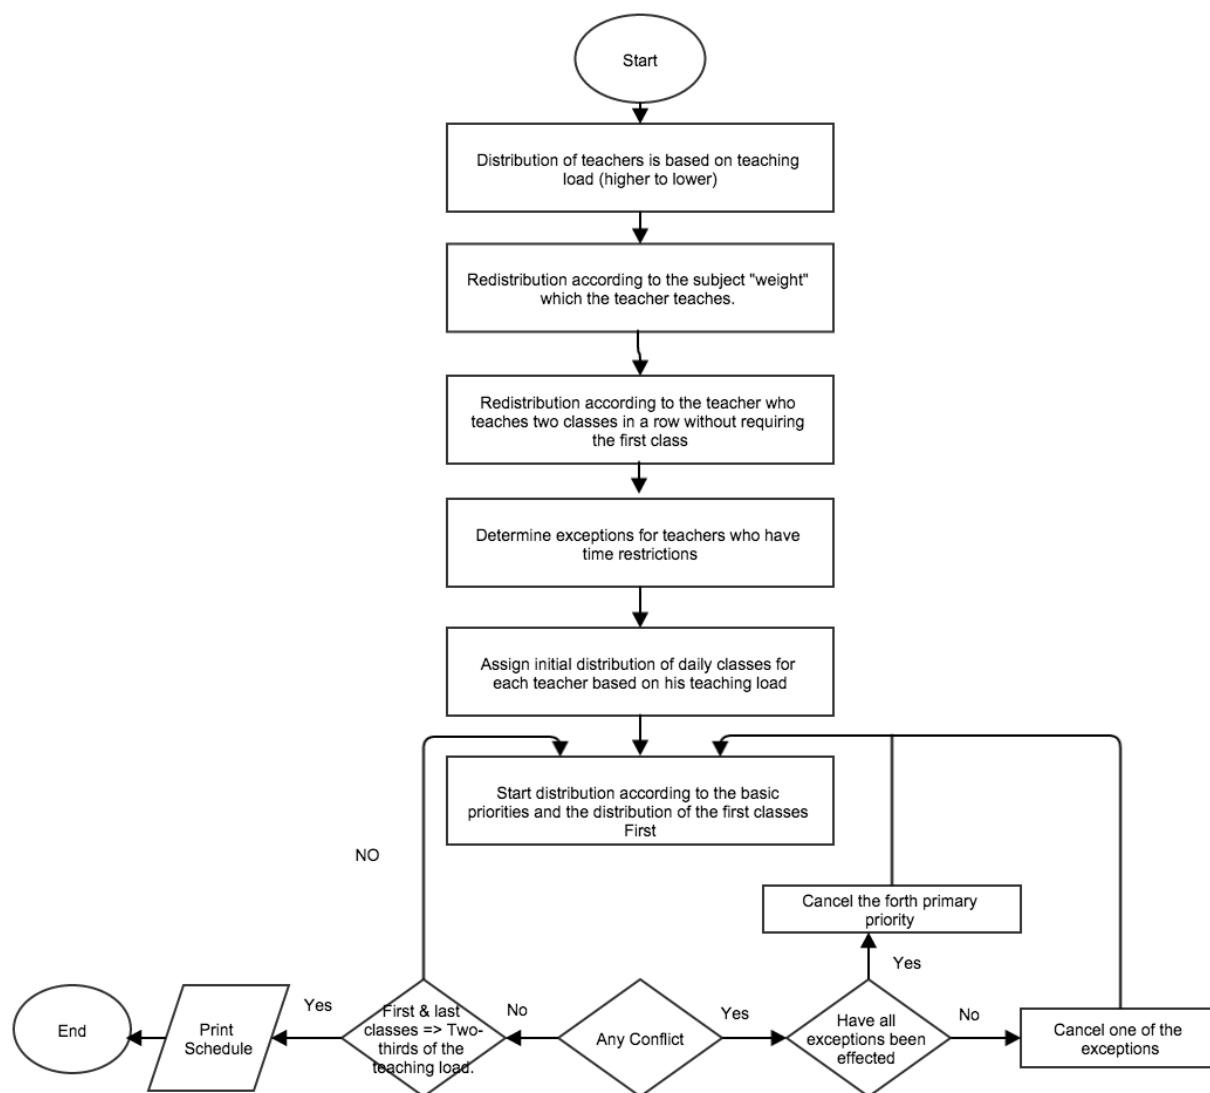 Start
Distribution of teachers is based on teaching
load (higher to lower)
Redistribution according to the subject "weight"
which the teacher teaches.
Redistribution according to the teacher who
teaches two classes in a row without requiring
the first class
Determine exceptions for teachers who have
time restrictions
Assign initial distribution of daily classes for
each teacher based on his teaching load
Start distribution according to the basic
priorities and the distribution of the first classes
First
NO
Cancel the forth primary
priority
Yes
End
Print
Schedule
Yes
First & last
classes => Two-
thirds of the
teaching load.
No
Any Conflict
Yes
Have all
exceptions been
effected
No
Cancel one of the
exceptions